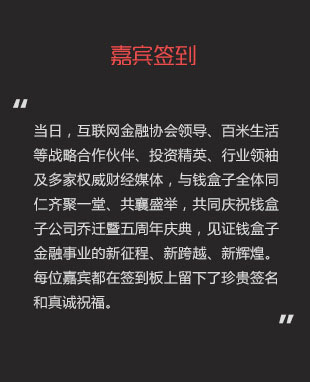 嘉宾签到
"
当日，互联网金融协会领导、百米生活
等战略合作伙伴、投资精英、行业领袖
及多家权威财经媒体，与钱盒子全体同
仁齐聚一堂、共襄盛举，共同庆祝钱盒
子公司乔迁暨五周年庆典，见证钱盒子
金融事业的新征程、新跨越、新辉煌。
每位嘉宾都在签到板上留下了珍贵签名
和真诚祝福。
"